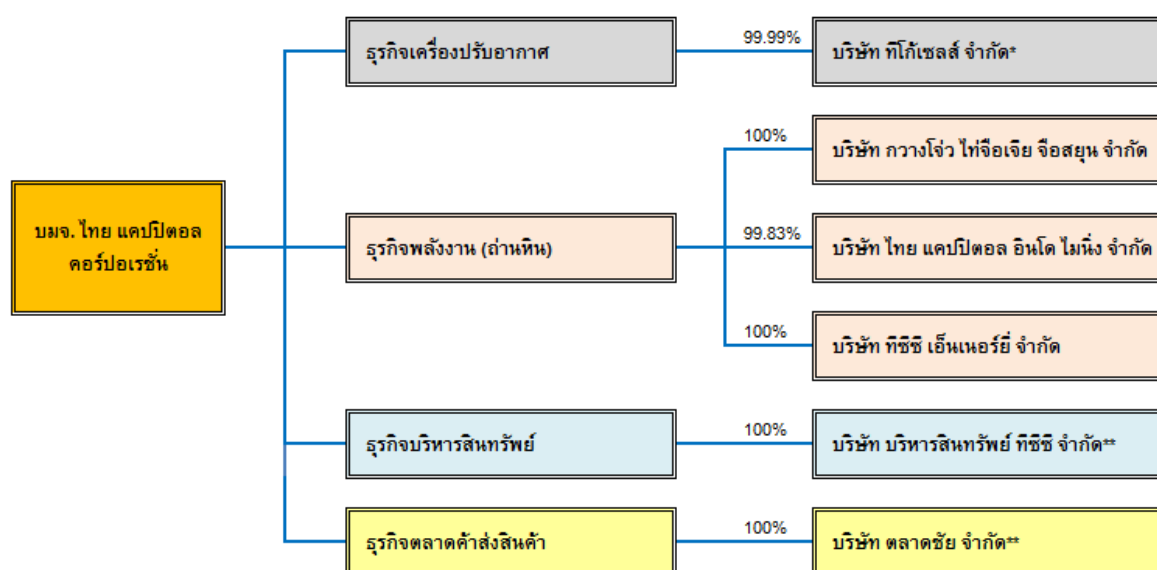 ธุรกิจเครื่องปรับอากาศ
99.99%
บริษัท ทิโก้เซลส์ จำกัด*
100%
บริษัท กวางโจ่ว ไท่จือเจีย จือสยุน จำกัด
บมจ. ไทย แคปปิตอล
คอร์ปอเรชั่น
ธุรกิจพลังงาน (ถ่านหิน)
99.83%
บริษัท ไทย แคปปิตอล อินโด ไมนิ่ง จำกัด
100%
บริษัท ทีซีซี เอ็นเนอร์ยี่ จำกัด
ธุรกิจบริหารสินทรัพย์
100%
บริษัท บริหารสินทรัพย์ ทีซีซี จำกัด**
ธุรกิจตลาดค้าส่งสินค้า
100%
บริษัท ตลาดชัย จำกัด**